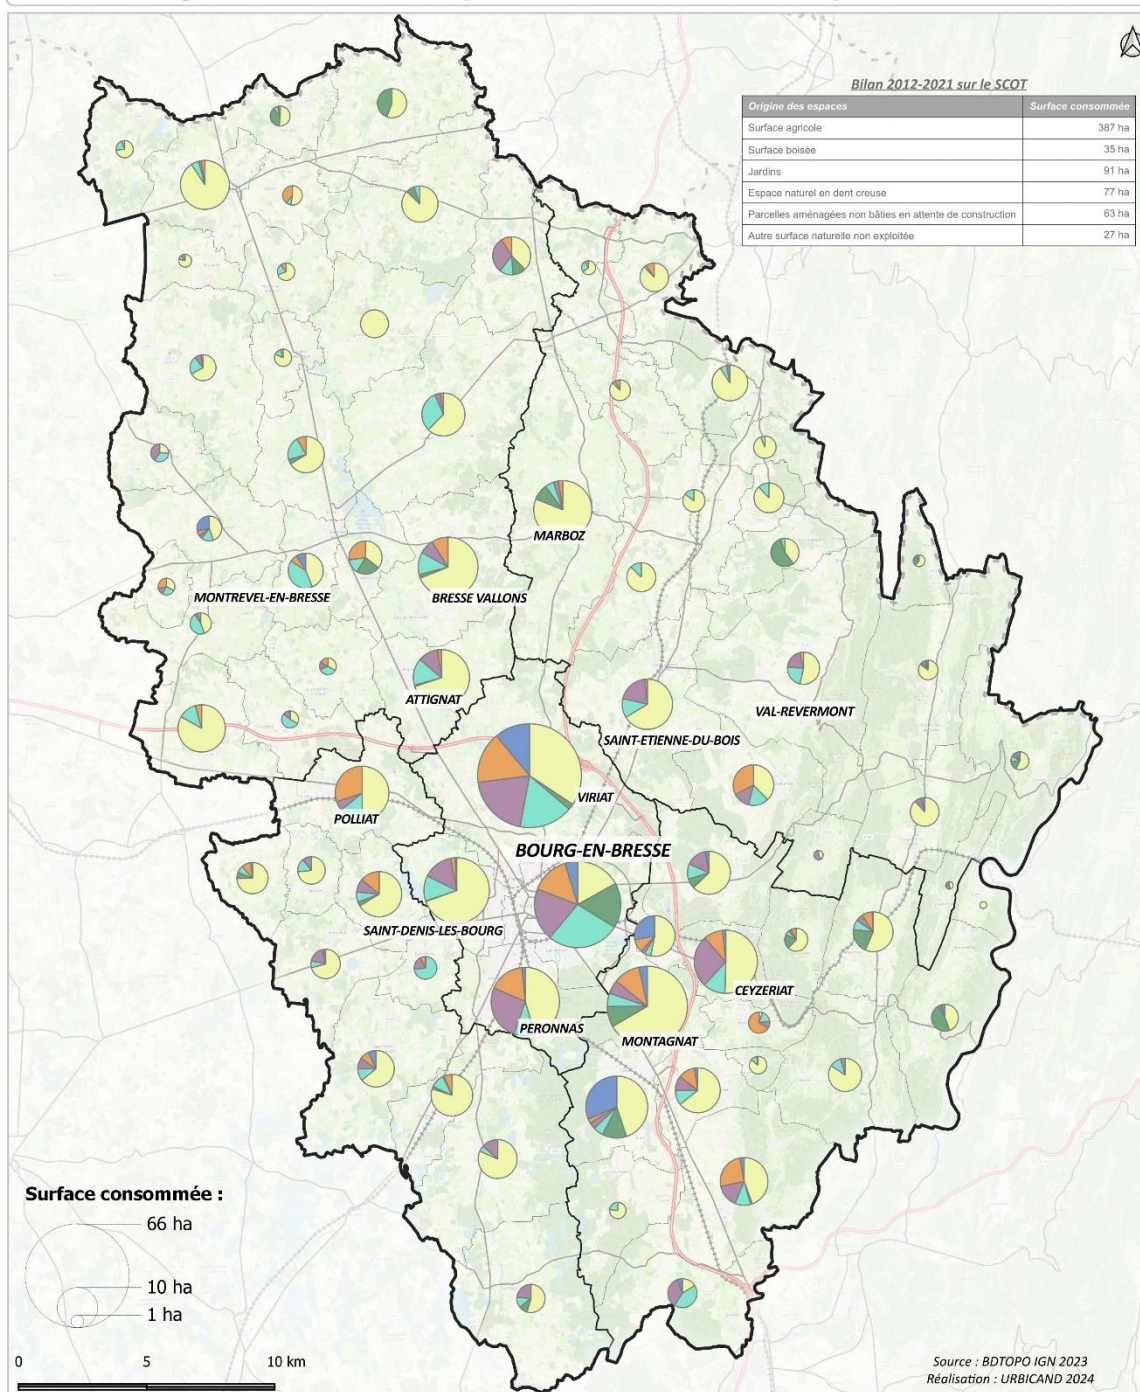 Bilan 2012-2021 sur le SCOT
Origine des espaces Surface consommée
Surface agricole 387 ha
Surface boisée 35 ha
Jardins 91 ha
Espace naturel en dent creuse 77 ha
Parcelles aménagées non bâties en attente de construction 63 ha
Autre surface naturelle non exploitée 27 ha
MARBOZ
MONTREVEL-EN-BRESSE
BRESSE VALLONS
ATTIGNAT
VAL-REVERMONT
SAINT-ETIENNE-DU-BOIS
VIRIAT
POLLIAT
BOURG-EN-BRESSE
SAINT-DENIS-LES-BOURG
CEYZERIAT
PERONNAS
MONTAGNAT
Surface consommée :
66 ha
10 ha
1 ha
0 5 10 km
Source : BDTOPO IGN 2023
Réalisation : URBICAND 2024